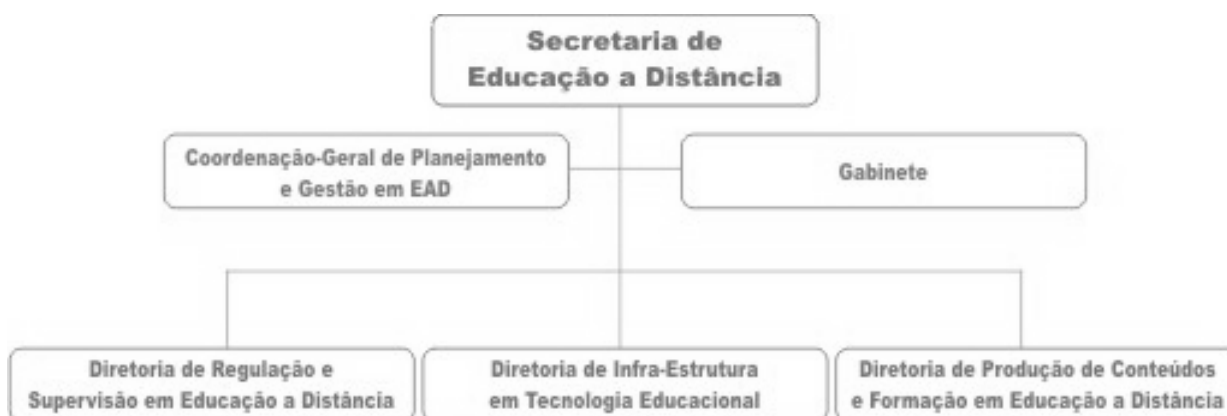 Secretaria de
Educação a Distância
Coordenação-Geral de Planejamento
e Gestão em EAD
Gabinete
Diretoria de Regulação e
Supervisão em Educação a Distância
Diretoria de Infra-Estrutura
em Tecnologia Educacional
Diretoria de Produção de Conteúdos
e Formação em Educação a Distância